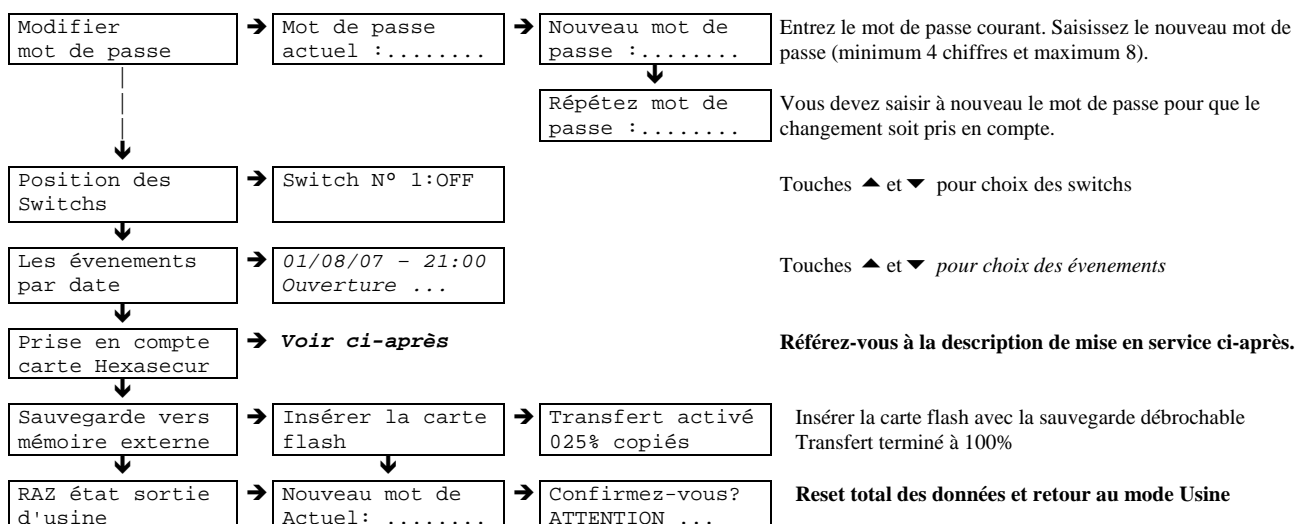 Modifier
mot de passe
Mot de passe
actuel :........
Nouveau mot de
passe :........
Entrez le mot de passe courant. Saisissez le nouveau mot de
passe (minimum 4 chiffres et maximum 8).
Répétez mot de
passe :........
Vous devez saisir à nouveau le mot de passe pour que le
changement soit pris en compte.
Position des
Switchs
Switch N° 1:OFF
Touches ▲ et ▼ pour choix des switchs
Les évenements
par date
01/08/07 – 21:00
Ouverture ...
Touches ▲ et ▼ pour choix des évenements
Prise en compte
carte Hexasecur
Voir ci-après
Référez-vous à la description de mise en service ci-après.
Sauvegarde vers
mémoire externe
Insérer la carte
flash
Transfert activé
025% copiés
Insérer la carte flash avec la sauvegarde débrochable
Transfert terminé à 100%
RAZ état sortie
d'usine
Nouveau mot de
Actuel: ........
Confirmez-vous?
ATTENTION ...
Reset total des données et retour au mode Usine